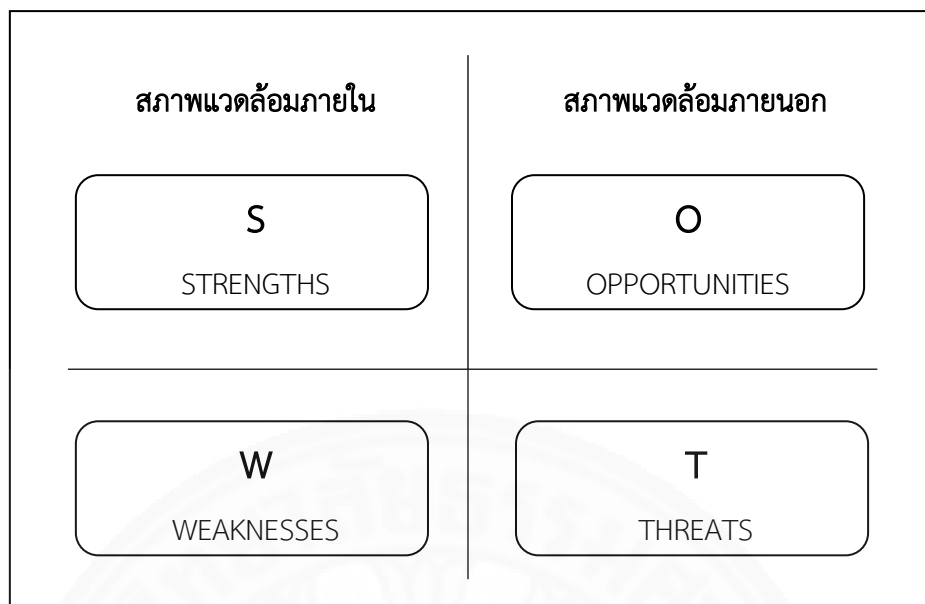 สภาพแวดล้อมภายใน
สภาพแวดล้อมภายนอก
S
STRENGTHS
O
OPPORTUNITIES
W
WEAKNESSES
T
THREATS